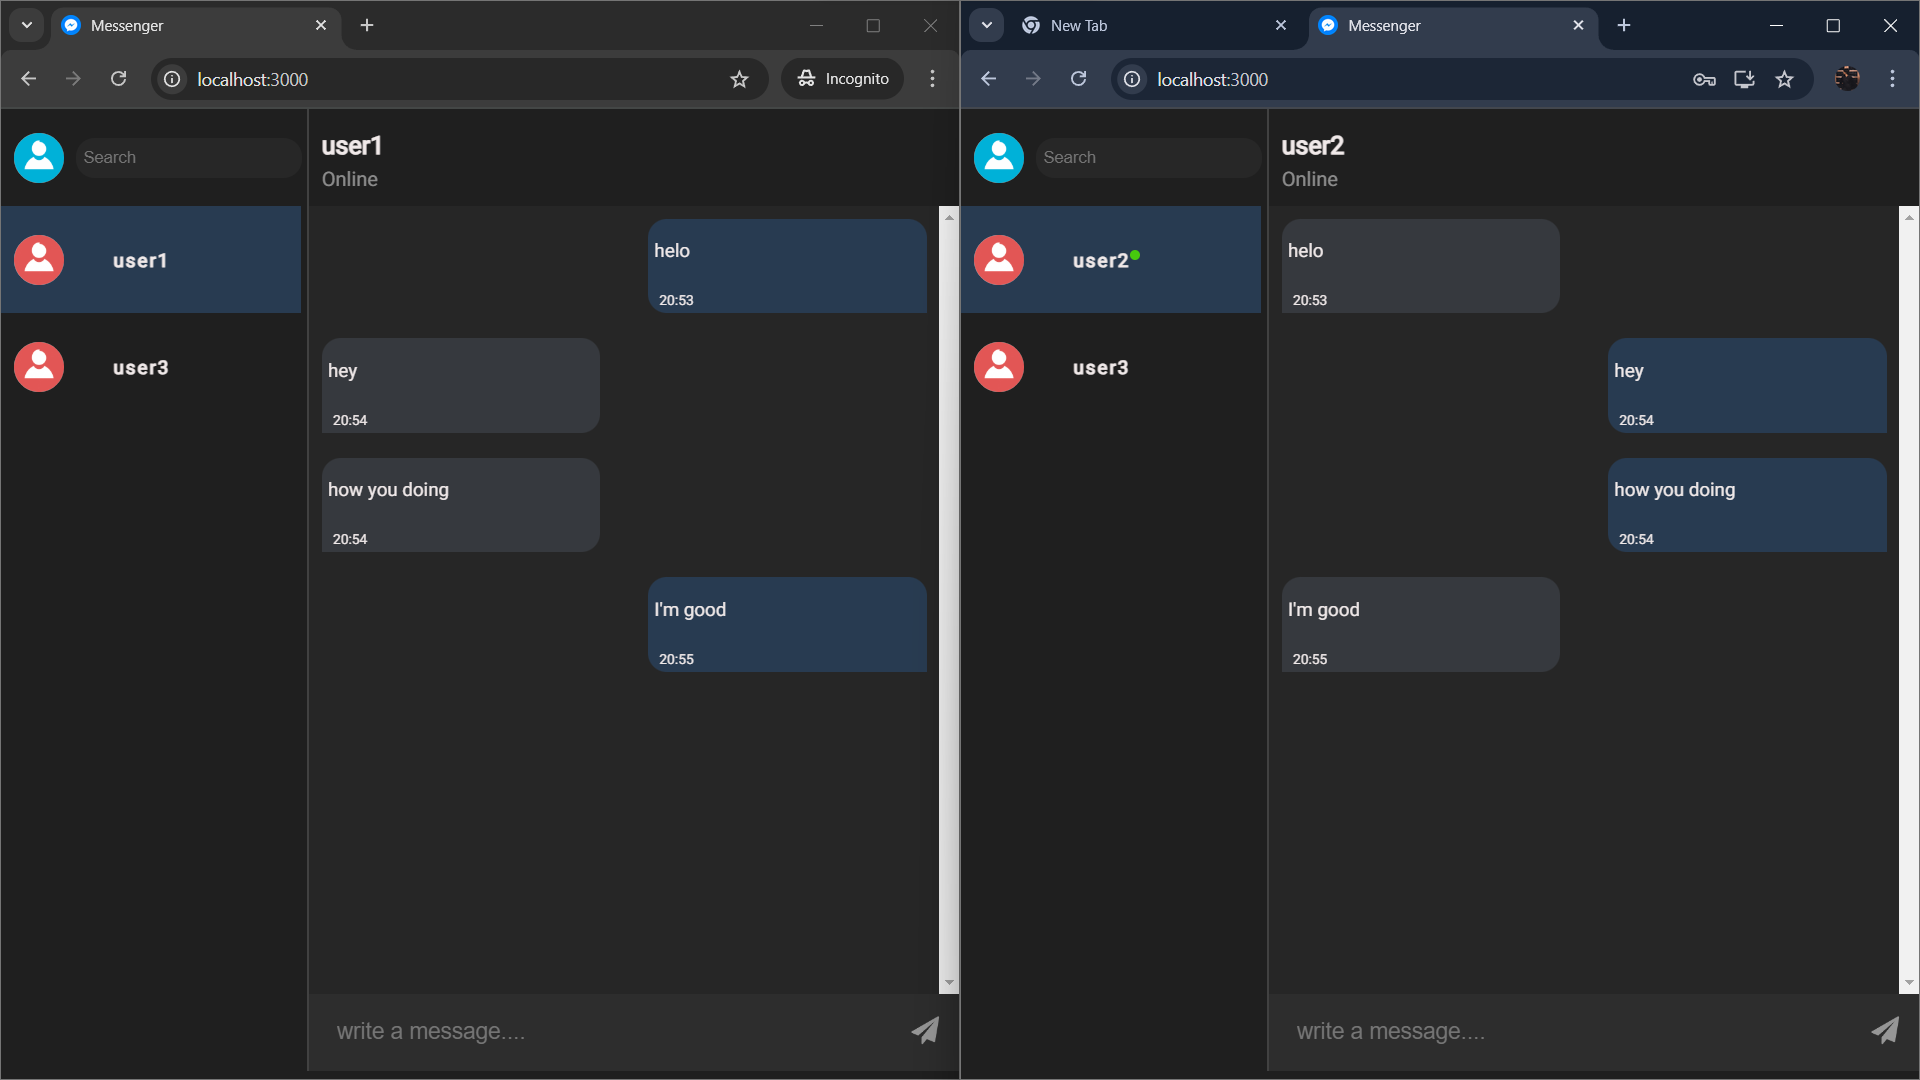 Messenger
localhost:3000
Incognito
Search
user1
Online
user1
user3
helo
20:53
hey
20:54
how you doing
20:54
I'm good
20:55
write a message....
New Tab
Messenger
localhost:3000
Search
user2
Online
user2
user3
helo
20:53
hey
20:54
how you doing
20:54
I'm good
20:55
write a message....